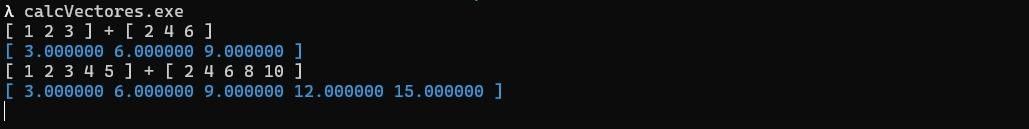 λ calcVectores.exe
[ 1 2 3 ] + [ 2 4 6 ]
[ 3.000000 6.000000 9.000000 ]
[ 1 2 3 4 5 ] + [ 2 4 6 8 10 ]
[ 3.000000 6.000000 9.000000 12.000000 15.000000 ]